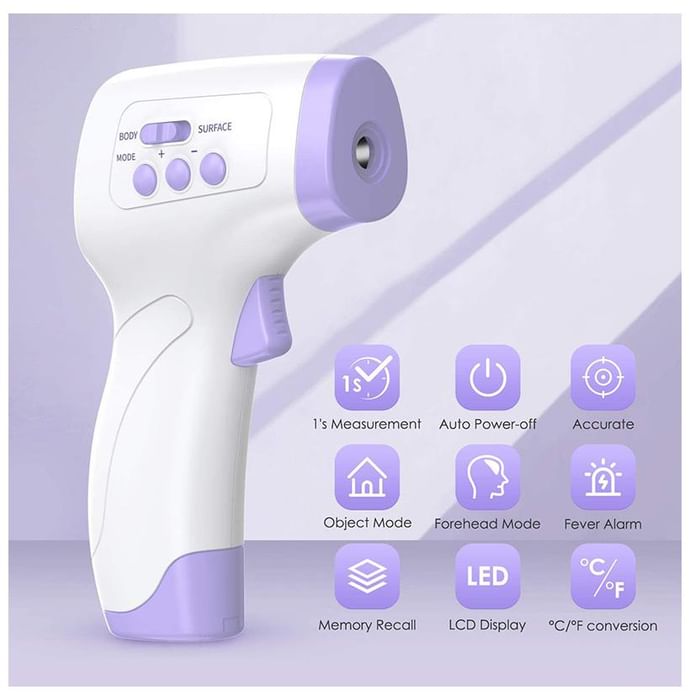 BODY SURFACE
MODE + −
1s
1's Measurement Auto Power-off Accurate
Object Mode Forehead Mode Fever Alarm
LED °C/°F
Memory Recall LCD Display °C/°F conversion